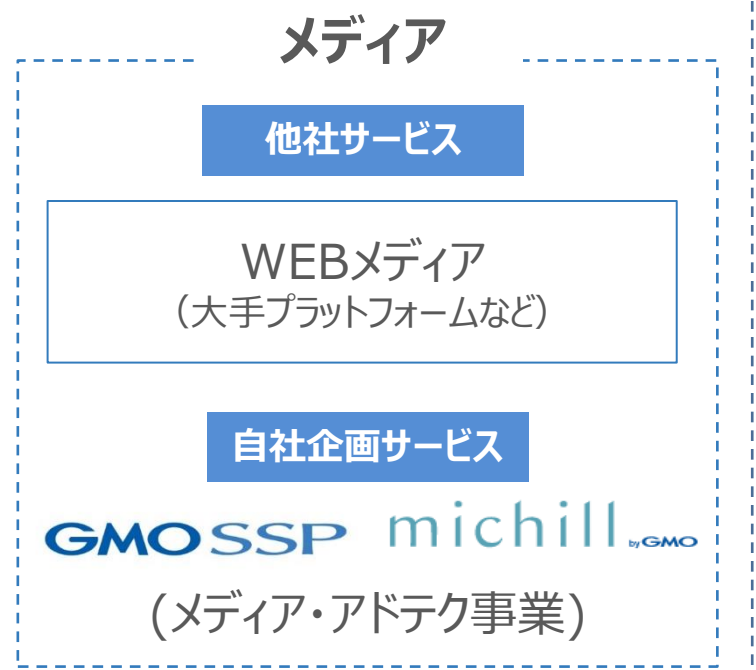 メディア
他社サービス
WEBメディア
（大手プラットフォームなど）
自社企画サービス
GMO SSP michill byGMO
(メディア・アドテク事業)